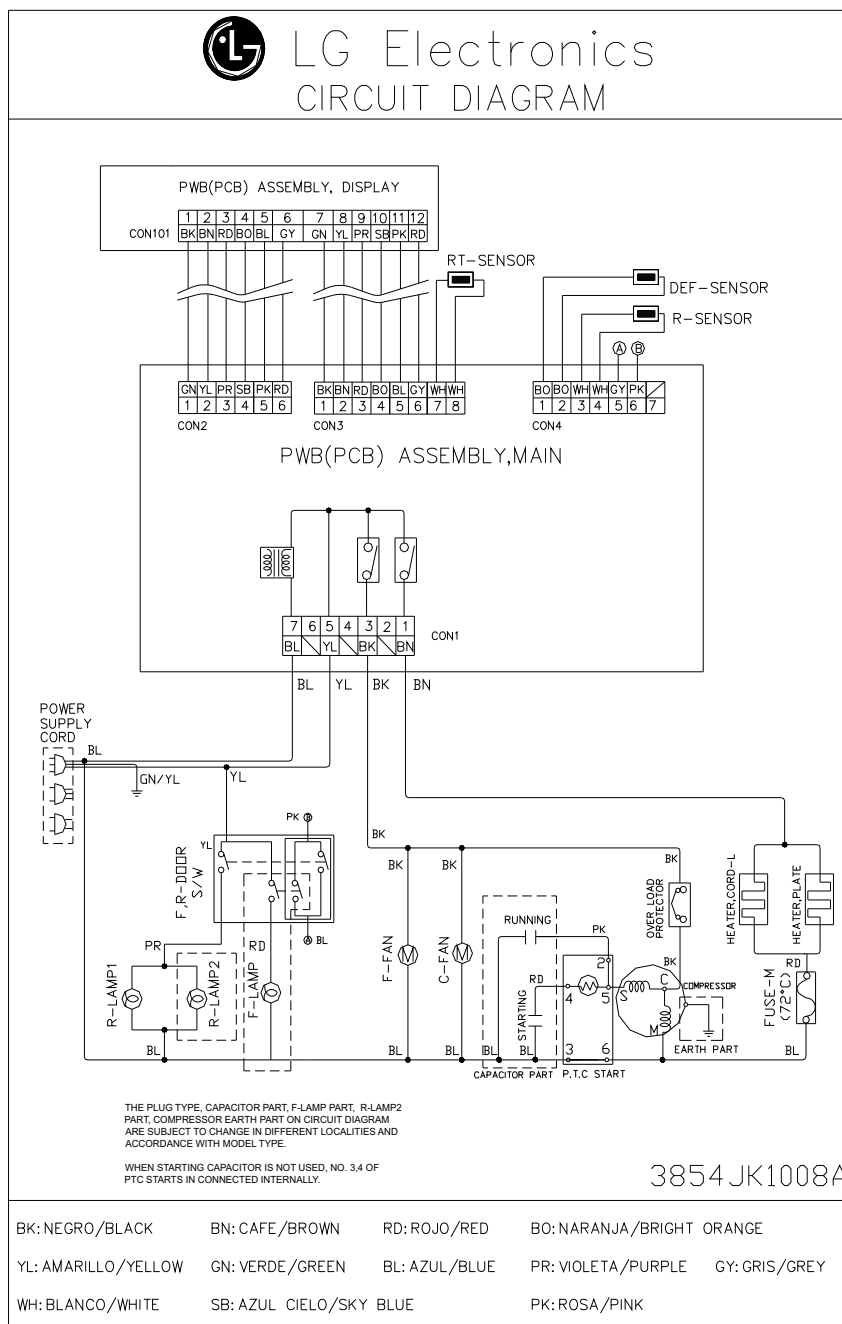 LG LG Electronics
CIRCUIT DIAGRAM
PWB(PCB) ASSEMBLY, DISPLAY
1 2 3 4 5 6 7 8 9 10 11 12
CON101 BK BN RD BO BL GY GN YL PR SB PK RD
RT-SENSOR
DEF-SENSOR
R-SENSOR
A B
GN YL PR SB PK RD
1 2 3 4 5 6
CON2
BK BN RD BO BL GY WH WH
1 2 3 4 5 6 7 8
CON3
BO BO WH WH GY PK
1 2 3 4 5 6 7
CON4
PWB(PCB) ASSEMBLY,MAIN
7 6 5 4 3 2 1
BL YL BK BN
CON1
BL YL BK BN
POWER
SUPPLY
CORD
BL
GN/YL
YL
PK B
YL
F,R-DOOR
S/W
A BL
PR
RD
R-LAMP1
R-LAMP2
F-LAMP
BL
BK
BK
BK
F-FAN
C-FAN
BL
BL
RUNNING
PK
RD
STARTING
BL
BL
CAPACITOR PART
2
4 5
3 6
P.T.C START
BK
OVER LOAD
PROTECTOR
BK
S
C
M
COMPRESSOR
EARTH PART
HEATER,CORD-L
HEATER,PLATE
RD
FUSE-M
(72°C)
BL
THE PLUG TYPE, CAPACITOR PART, F-LAMP PART, R-LAMP2
PART, COMPRESSOR EARTH PART ON CIRCUIT DIAGRAM
ARE SUBJECT TO CHANGE IN DIFFERENT LOCALITIES AND
ACCORDANCE WITH MODEL TYPE.
WHEN STARTING CAPACITOR IS NOT USED, NO. 3,4 OF
PTC STARTS IN CONNECTED INTERNALLY.
3854JK1008A
BK: NEGRO/BLACK BN: CAFE/BROWN RD: ROJO/RED BO: NARANJA/BRIGHT ORANGE
YL: AMARILLO/YELLOW GN: VERDE/GREEN BL: AZUL/BLUE PR: VIOLETA/PURPLE GY: GRIS/GREY
WH: BLANCO/WHITE SB: AZUL CIELO/SKY BLUE PK: ROSA/PINK